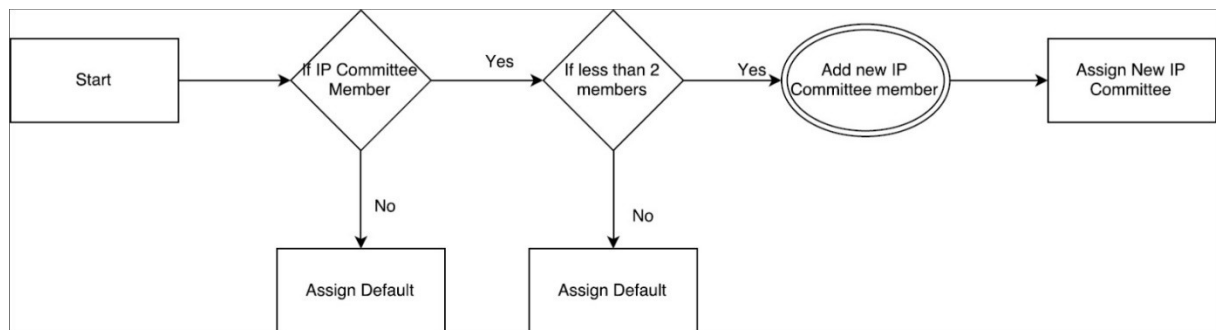 Start
If IP Committee
Member
Yes
If less than 2
members
Yes
Add new IP
Committee member
Assign New IP
Committee
No
No
Assign Default
Assign Default